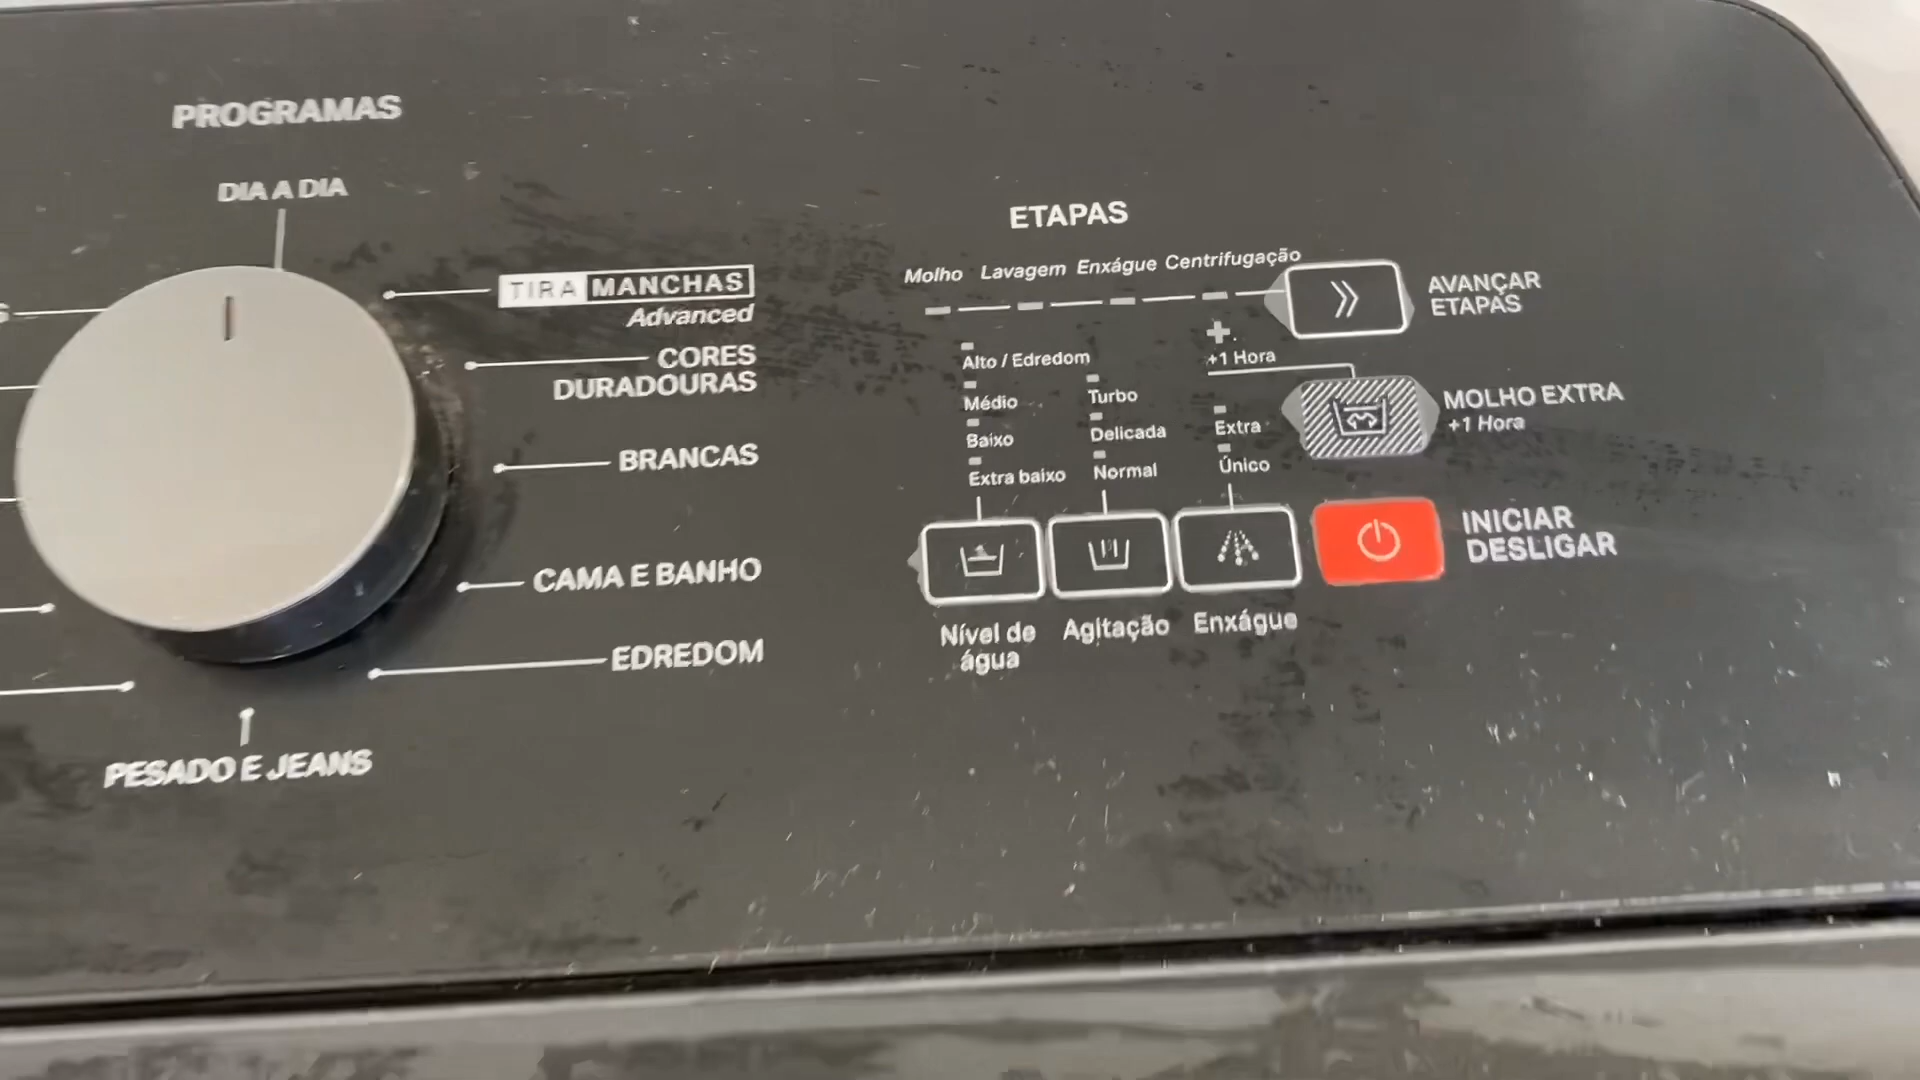 PROGRAMAS
DIA A DIA
TIRA MANCHAS
Advanced
CORES
DURADOURAS
BRANCAS
CAMA E BANHO
EDREDOM
PESADO E JEANS
ETAPAS
Molho Lavagem Enxágue Centrifugação
AVANÇAR
ETAPAS
+
+1 Hora
Alto / Edredom
Médio
Baixo
Extra baixo
Turbo
Delicada
Normal
Extra
Único
MOLHO EXTRA
+1 Hora
INICIAR
DESLIGAR
Nível de
água
Agitação
Enxágue